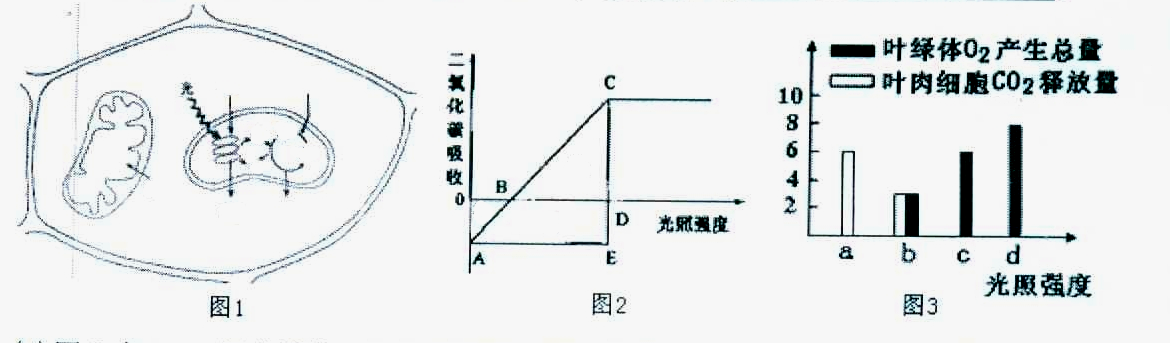 光
图1
二氧化碳吸收
0
A
B
C
D
E
光照强度
图2
叶绿体O₂产生总量
叶肉细胞CO₂释放量
10
8
6
4
2
a b c d
光照强度
图3